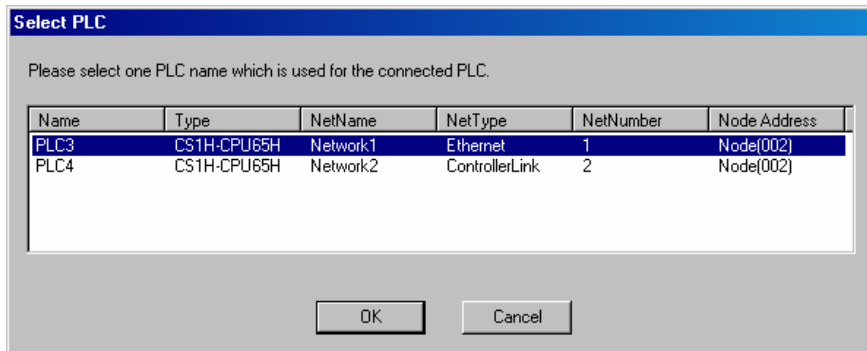 Select PLC
Please select one PLC name which is used for the connected PLC.
Name Type NetName NetType NetNumber Node Address
PLC3 CS1H-CPU65H Network1 Ethernet 1 Node(002)
PLC4 CS1H-CPU65H Network2 ControllerLink 2 Node(002)
OK Cancel